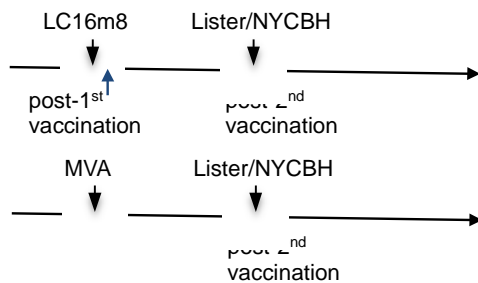 LC16m8 Lister/NYCBH
post-1st post-2nd
vaccination vaccination
MVA Lister/NYCBH
post-2nd
vaccination